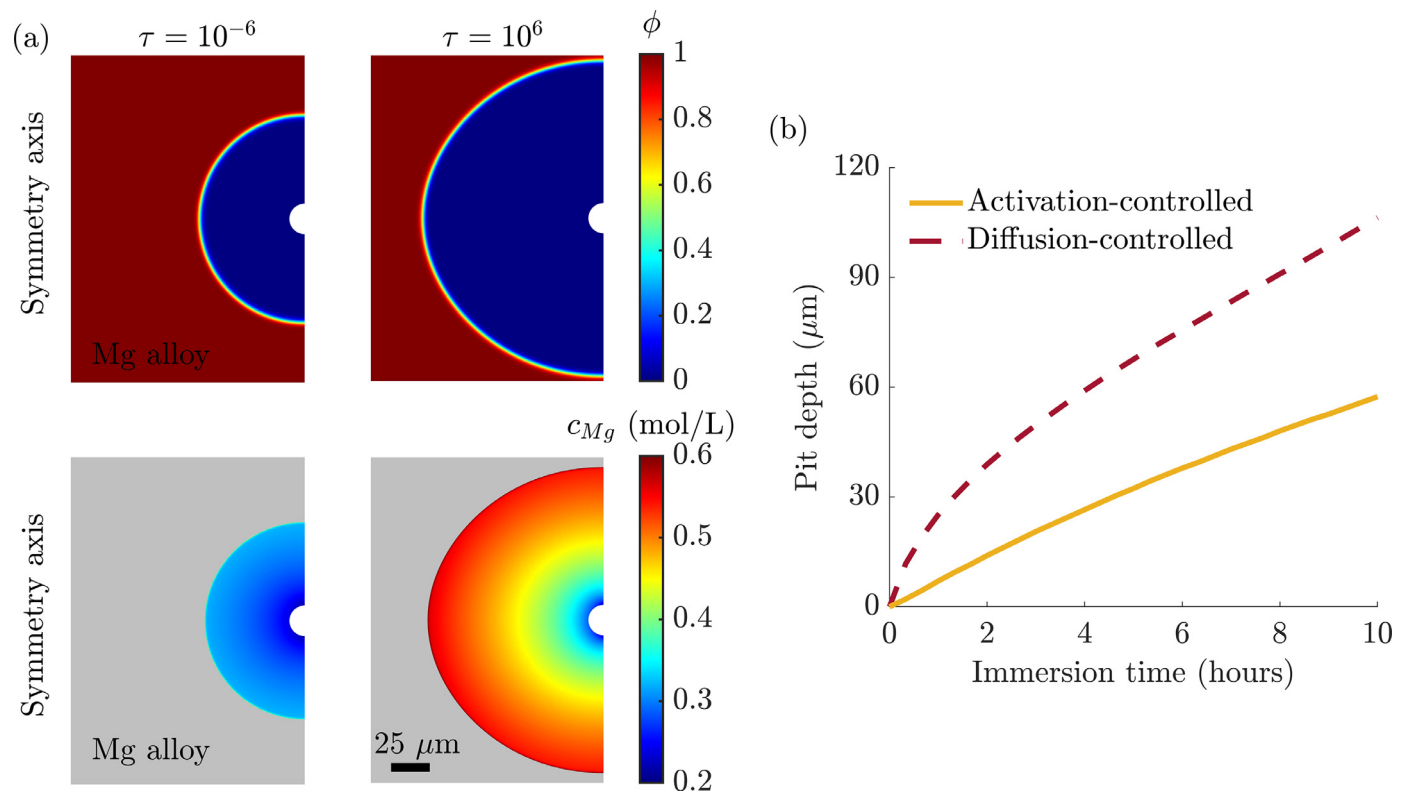 (a)
τ = 10⁻⁶
τ = 10⁶
ϕ
Symmetry axis
Mg alloy
1
0.8
0.6
0.4
0.2
0
c_Mg (mol/L)
Symmetry axis
Mg alloy
25 μm
0.6
0.5
0.4
0.3
0.2
(b)
Activation-controlled
Diffusion-controlled
Pit depth (μm)
120
90
60
30
0
0 2 4 6 8 10
Immersion time (hours)